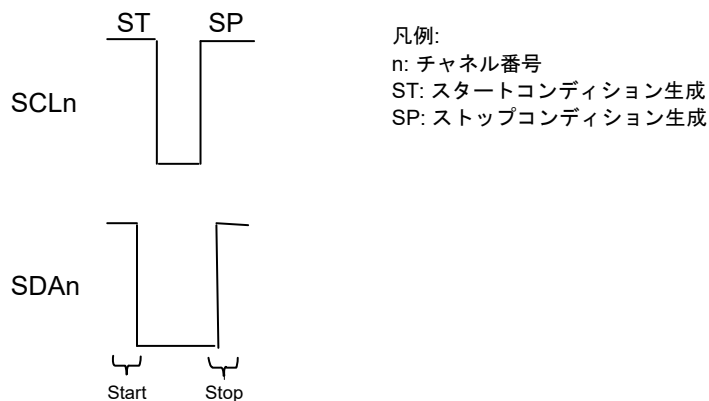 ST SP
SCLn
SDAn
Start Stop
凡例:
n: チャネル番号
ST: スタートコンディション生成
SP: ストップコンディション生成